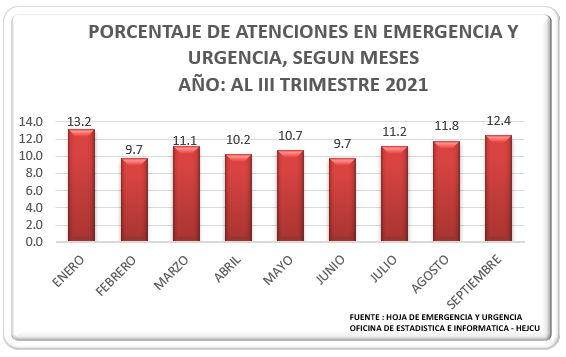 PORCENTAJE DE ATENCIONES EN EMERGENCIA Y
URGENCIA, SEGUN MESES
AÑO: AL III TRIMESTRE 2021
14.0
12.0
10.0
8.0
6.0
4.0
2.0
0.0
13.2
9.7
11.1
10.2
10.7
9.7
11.2
11.8
12.4
ENERO
FEBRERO
MARZO
ABRIL
MAYO
JUNIO
JULIO
AGOSTO
SEPTIEMBRE
FUENTE : HOJA DE EMERGENCIA Y URGENCIA
OFICINA DE ESTADISTICA E INFORMATICA - HEJCU